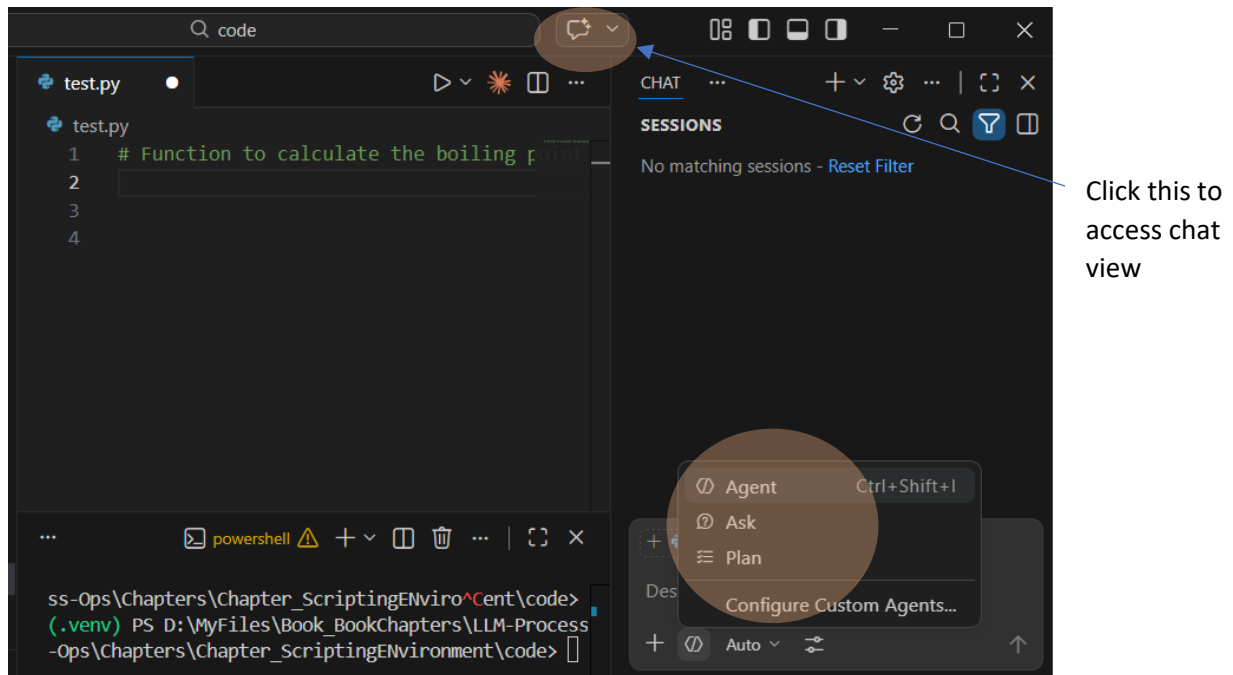 code
test.py
CHAT
test.py
SESSIONS
1 # Function to calculate the boiling point
No matching sessions - Reset Filter
2
3
4
Click this to
access chat
view
Agent Ctrl+Shift+I
Ask
Plan
Configure Custom Agents...
Des
Auto
powershell
ss-Ops\Chapters\Chapter_ScriptingENviro^Cent\code>
(.venv) PS D:\MyFiles\Book_BookChapters\LLM-Process
-Ops\Chapters\Chapter_ScriptingENvironment\code>